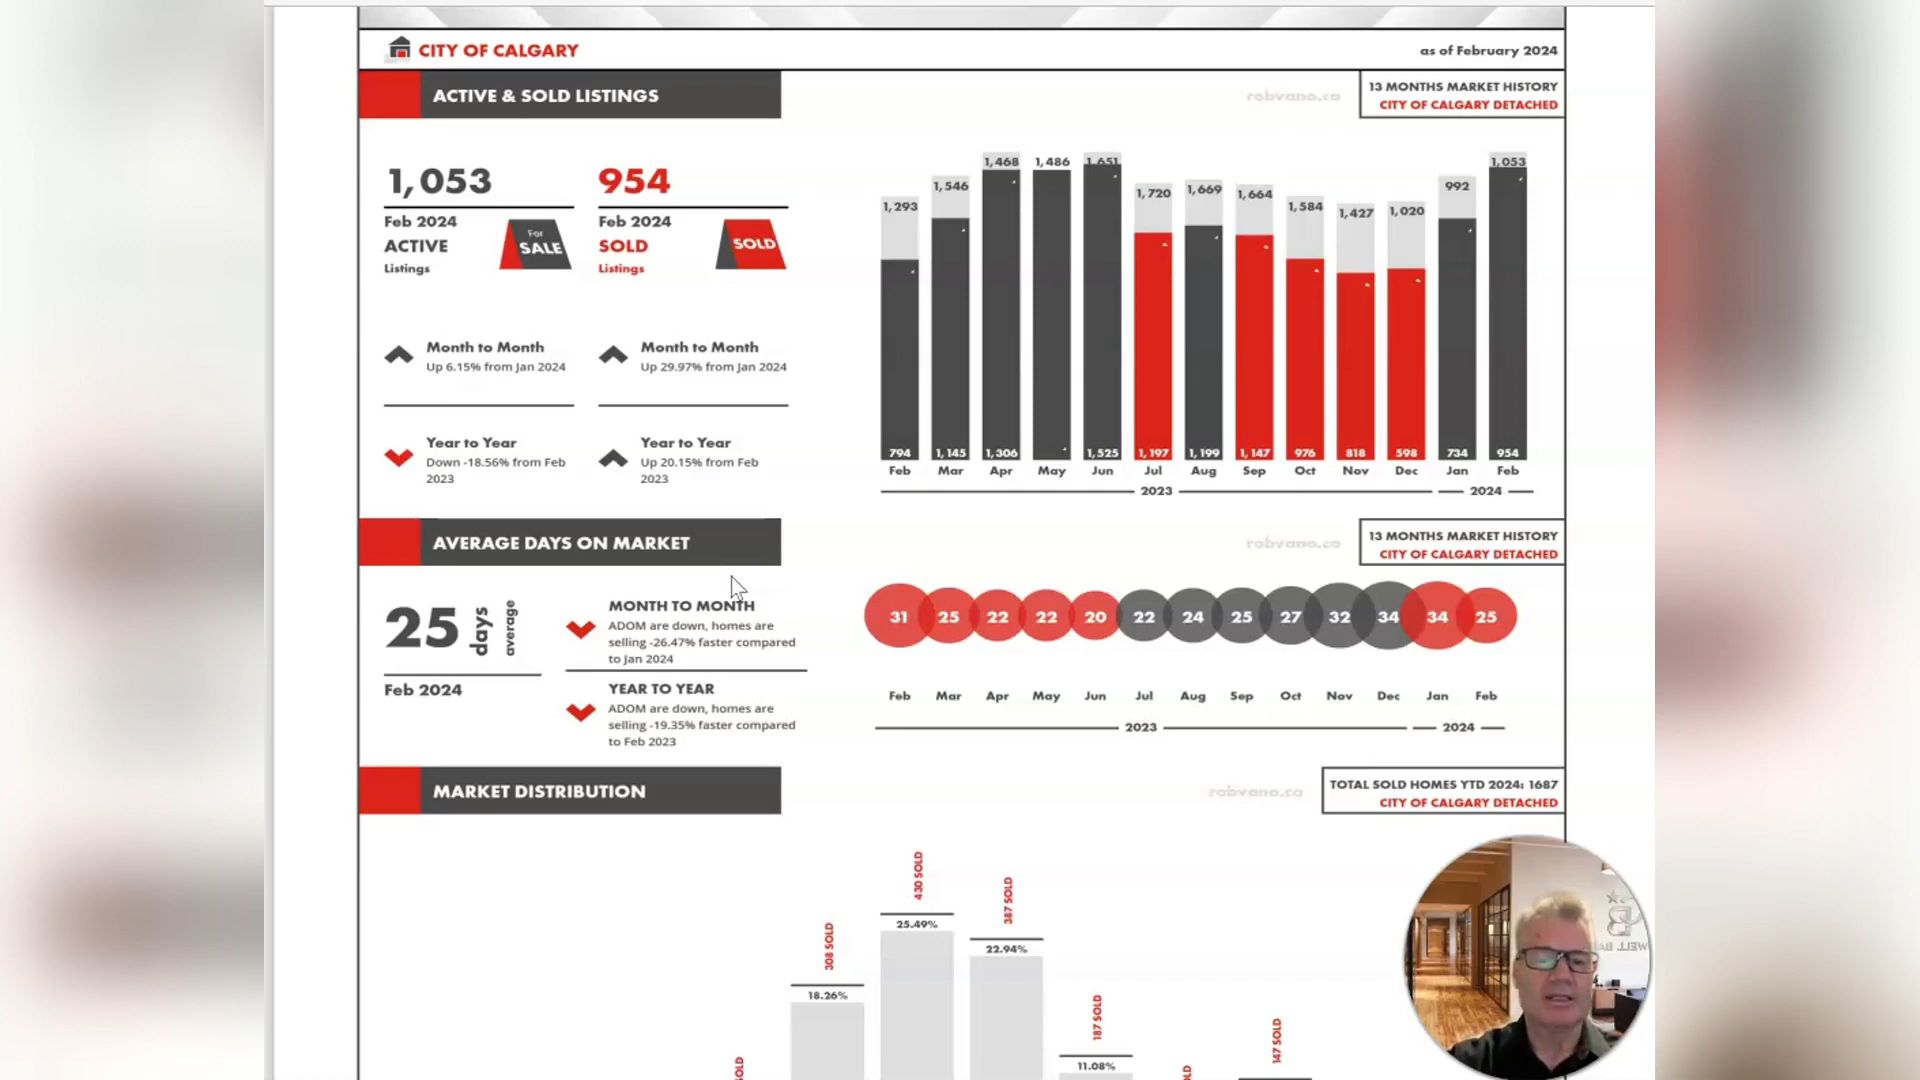 CITY OF CALGARY
as of February 2024
ACTIVE & SOLD LISTINGS
robvano.ca
13 MONTHS MARKET HISTORY
CITY OF CALGARY DETACHED
1,053
954
Feb 2024
ACTIVE
Listings
For
SALE
Feb 2024
SOLD
Listings
SOLD
Month to Month
Up 6.15% from Jan 2024
Month to Month
Up 29.97% from Jan 2024
Year to Year
Down -18.56% from Feb
2023
Year to Year
Up 20.15% from Feb
2023
1,293 1,546 1,468 1,486 1,651 1,720 1,669 1,664 1,584 1,427 1,020 992 1,053
794 1,145 1,306 1,525 1,197 1,199 1,147 976 818 598 734 954
Feb Mar Apr May Jun Jul Aug Sep Oct Nov Dec Jan Feb
2023 2024
AVERAGE DAYS ON MARKET
robvano.ca
13 MONTHS MARKET HISTORY
CITY OF CALGARY DETACHED
25
days
average
Feb 2024
MONTH TO MONTH
ADOM are down, homes are
selling -26.47% faster compared
to Jan 2024
YEAR TO YEAR
ADOM are down, homes are
selling -19.35% faster compared
to Feb 2023
31 25 22 22 20 22 24 25 27 32 34 34 25
Feb Mar Apr May Jun Jul Aug Sep Oct Nov Dec Jan Feb
2023 2024
MARKET DISTRIBUTION
robvano.ca
TOTAL SOLD HOMES YTD 2024: 1687
CITY OF CALGARY DETACHED
SOLD
308 SOLD
18.26%
430 SOLD
25.49%
387 SOLD
22.94%
187 SOLD
11.08%
147 SOLD